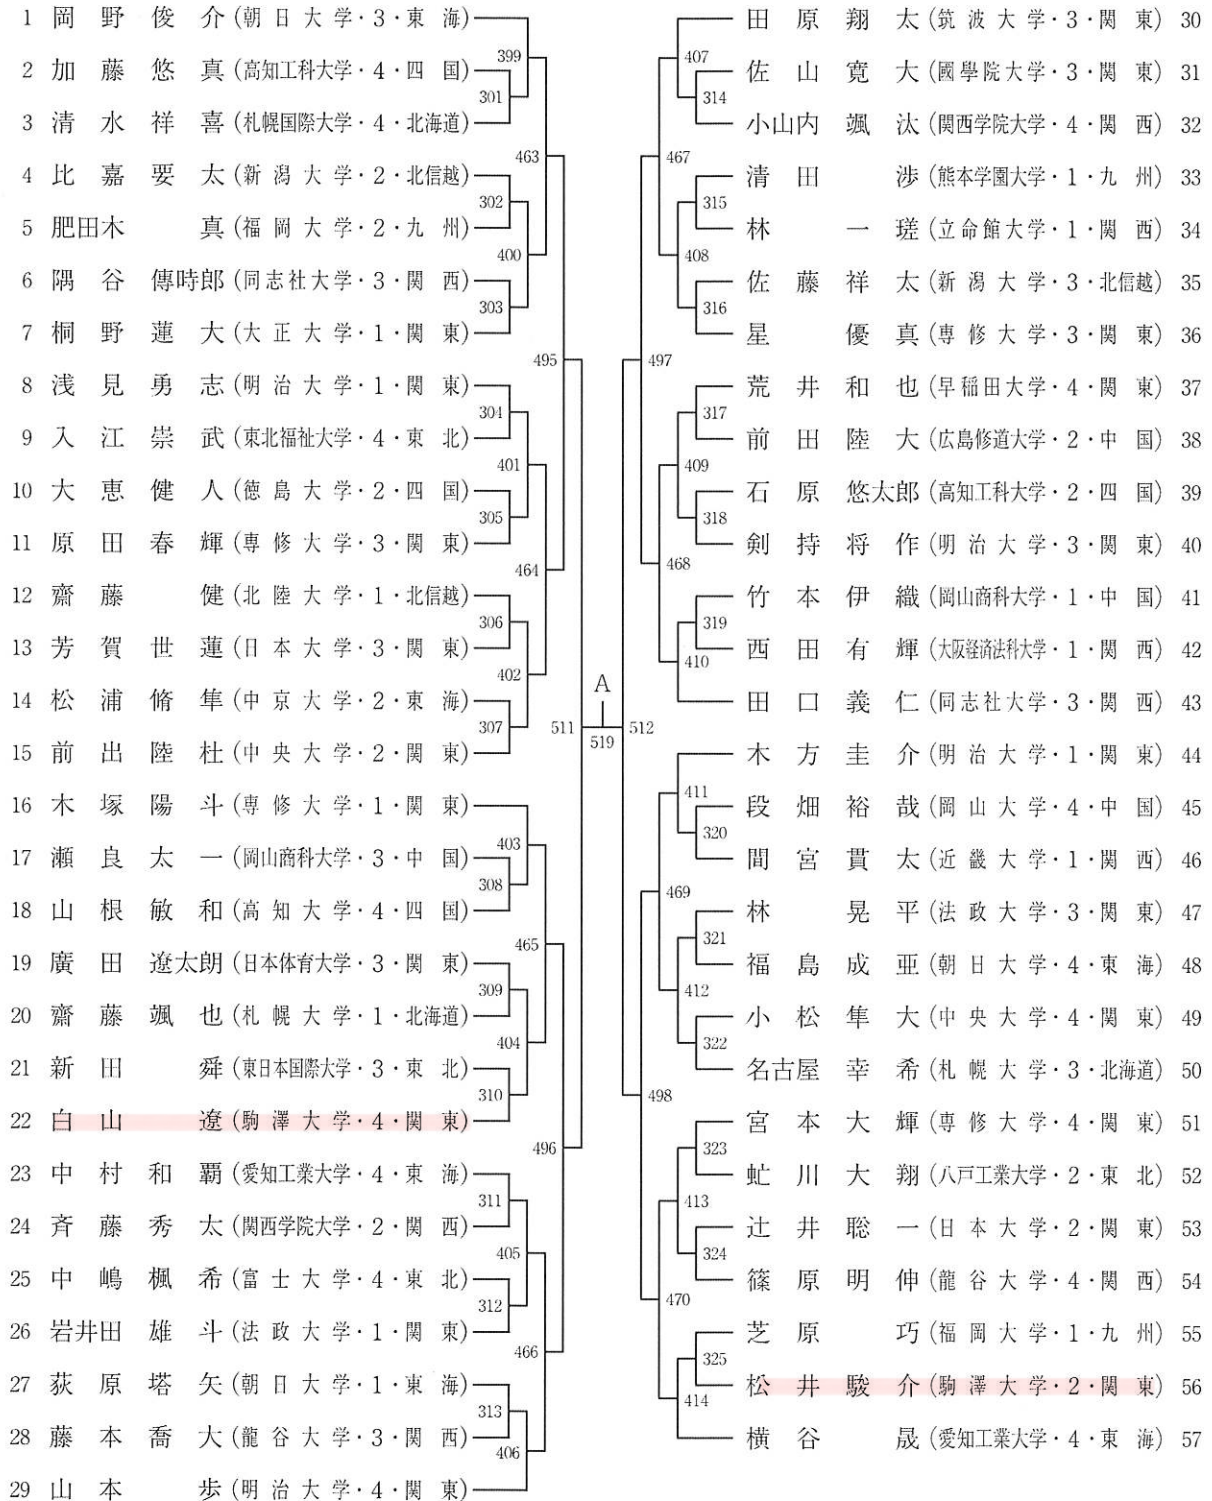 1 岡野俊介(朝日大学・3・東海)
2 加藤悠真(高知工科大学・4・四国)
3 清水祥喜(札幌国際大学・4・北海道)
4 比嘉要太(新潟大学・2・北信越)
5 肥田木真(福岡大学・2・九州)
6 隅谷傳時郎(同志社大学・3・関西)
7 桐野蓮大(大正大学・1・関東)
8 浅見勇志(明治大学・1・関東)
9 入江崇武(東北福祉大学・4・東北)
10 大恵健人(徳島大学・2・四国)
11 原田春輝(専修大学・3・関東)
12 齋藤健(北陸大学・1・北信越)
13 芳賀世蓮(日本大学・3・関東)
14 松浦脩隼(中京大学・2・東海)
15 前出陸杜(中央大学・2・関東)
16 木塚陽斗(専修大学・1・関東)
17 瀬良太一(岡山商科大学・3・中国)
18 山根敏和(高知大学・4・四国)
19 廣田遼太朗(日本体育大学・3・関東)
20 齋藤颯也(札幌大学・1・北海道)
21 新田舜(東日本国際大学・3・東北)
22 白山遼(駒澤大学・4・関東)
23 中村和覇(愛知工業大学・4・東海)
24 斉藤秀太(関西学院大学・2・関西)
25 中嶋楓希(富士大学・4・東北)
26 岩井田雄斗(法政大学・1・関東)
27 荻原塔矢(朝日大学・1・東海)
28 藤本喬大(龍谷大学・3・関西)
29 山本歩(明治大学・4・関東)
399
301
463
302
400
303
495
304
401
305
464
306
402
307
511
403
308
465
309
404
310
496
311
405
312
466
313
406
A
519
512
407
314
467
315
408
316
497
317
409
318
468
319
410
411
320
469
321
412
322
498
323
413
324
470
325
414
田原翔太(筑波大学・3・関東) 30
佐山寛大(國學院大学・3・関東) 31
小山内颯汰(関西学院大学・4・関西) 32
清田渉(熊本学園大学・1・九州) 33
林一瑳(立命館大学・1・関西) 34
佐藤祥太(新潟大学・3・北信越) 35
星優真(専修大学・3・関東) 36
荒井和也(早稲田大学・4・関東) 37
前田陸大(広島修道大学・2・中国) 38
石原悠太郎(高知工科大学・2・四国) 39
剣持将作(明治大学・3・関東) 40
竹本伊織(岡山商科大学・1・中国) 41
西田有輝(大阪経済法科大学・1・関西) 42
田口義仁(同志社大学・3・関西) 43
木方圭介(明治大学・1・関東) 44
段畑裕哉(岡山大学・4・中国) 45
間宮貫太(近畿大学・1・関西) 46
林晃平(法政大学・3・関東) 47
福島成亜(朝日大学・4・東海) 48
小松隼大(中央大学・4・関東) 49
名古屋幸希(札幌大学・3・北海道) 50
宮本大輝(専修大学・4・関東) 51
虻川大翔(八戸工業大学・2・東北) 52
辻井聡一(日本大学・2・関東) 53
篠原明伸(龍谷大学・4・関西) 54
芝原巧(福岡大学・1・九州) 55
松井駿介(駒澤大学・2・関東) 56
横谷晟(愛知工業大学・4・東海) 57